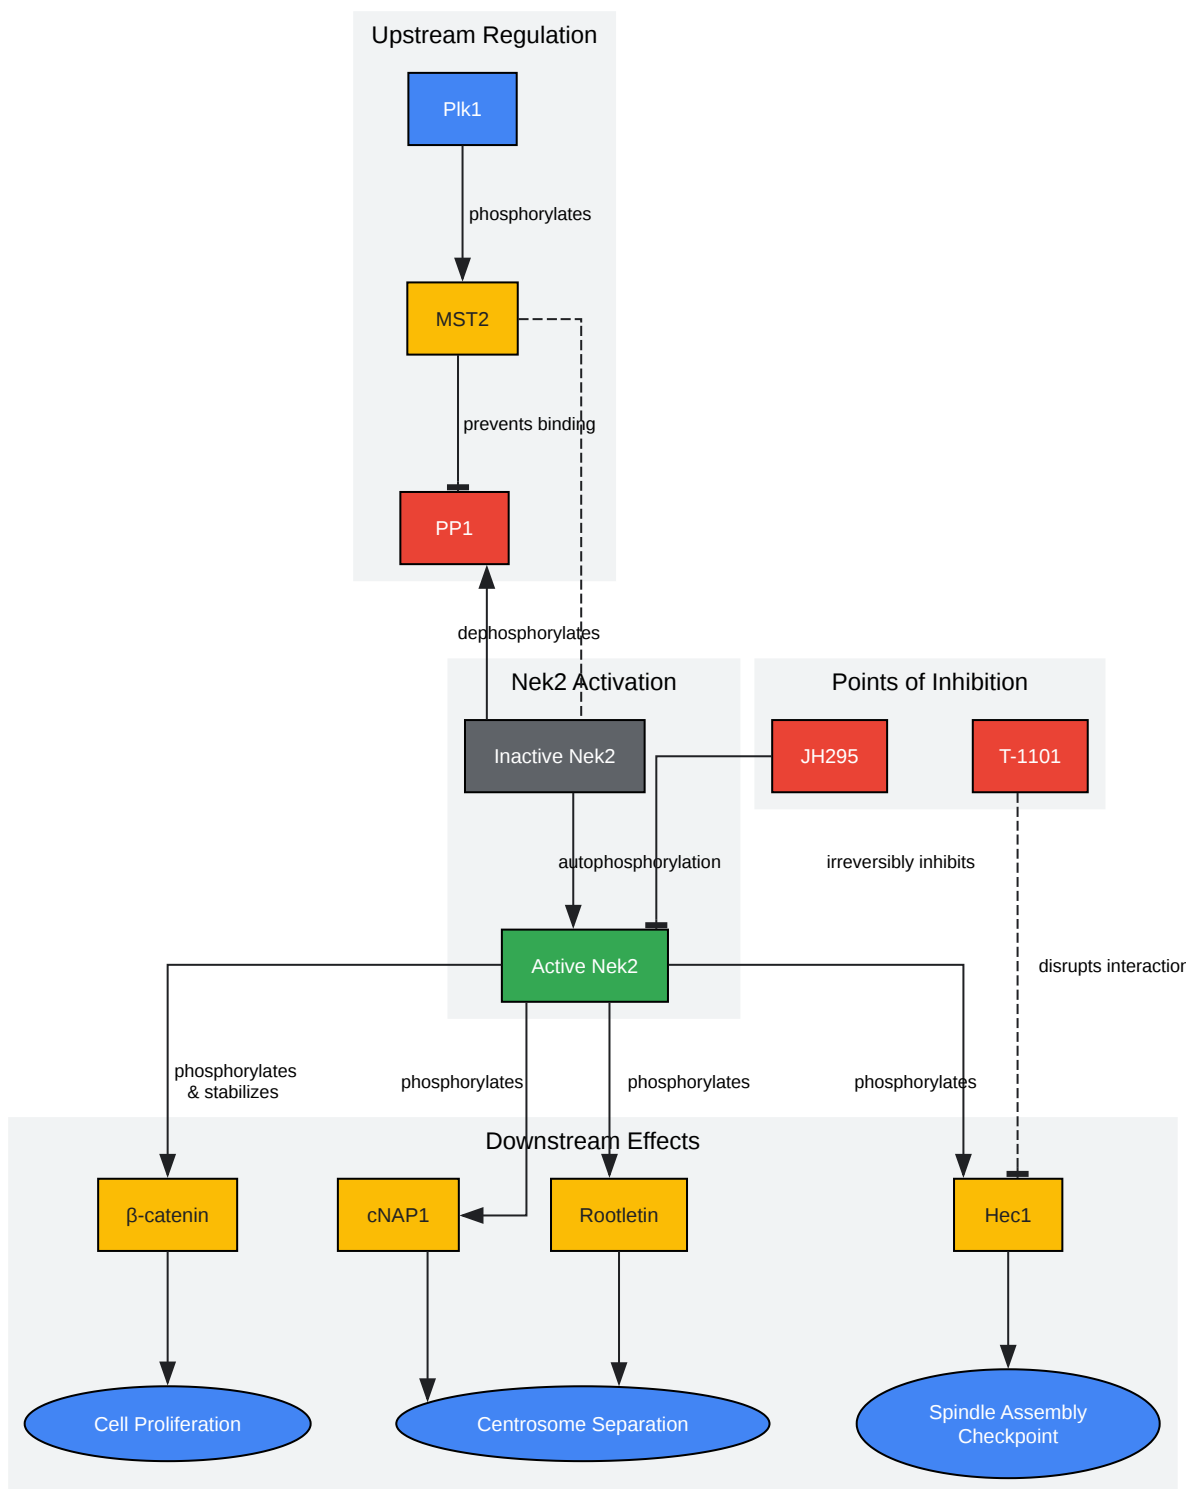 Upstream Regulation
Plk1
phosphorylates
MST2
prevents binding
PP1
dephosphorylates
Nek2 Activation
Points of Inhibition
Inactive Nek2
JH295
T-1101
autophosphorylation
irreversibly inhibits
Active Nek2
disrupts interaction
phosphorylates
& stabilizes
phosphorylates
phosphorylates
phosphorylates
Downstream Effects
β-catenin
cNAP1
Rootletin
Hec1
Cell Proliferation
Centrosome Separation
Spindle Assembly
Checkpoint